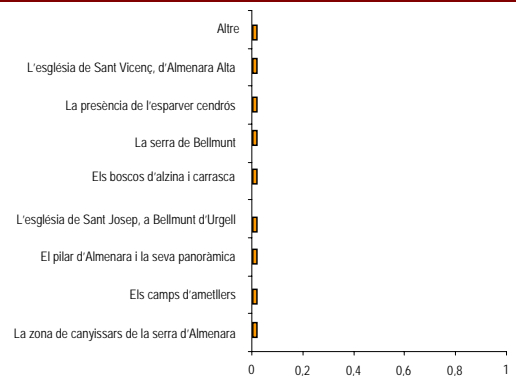 Altre
L'església de Sant Vicenç, d'Almenara Alta
La presència de l'esparver cendrós
La serra de Bellmunt
Els boscos d'alzina i carrasca
L'església de Sant Josep, a Bellmunt d'Urgell
El pilar d'Almenara i la seva panoràmica
Els camps d'ametllers
La zona de canyissars de la serra d'Almenara
0 0,2 0,4 0,6 0,8 1